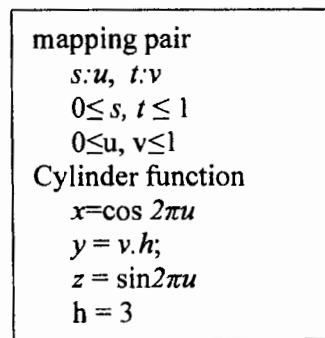 mapping pair
s:u, t:v
0≤ s, t ≤ 1
0≤u, v≤1
Cylinder function
x=cos 2πu
y = v.h;
z = sin2πu
h = 3